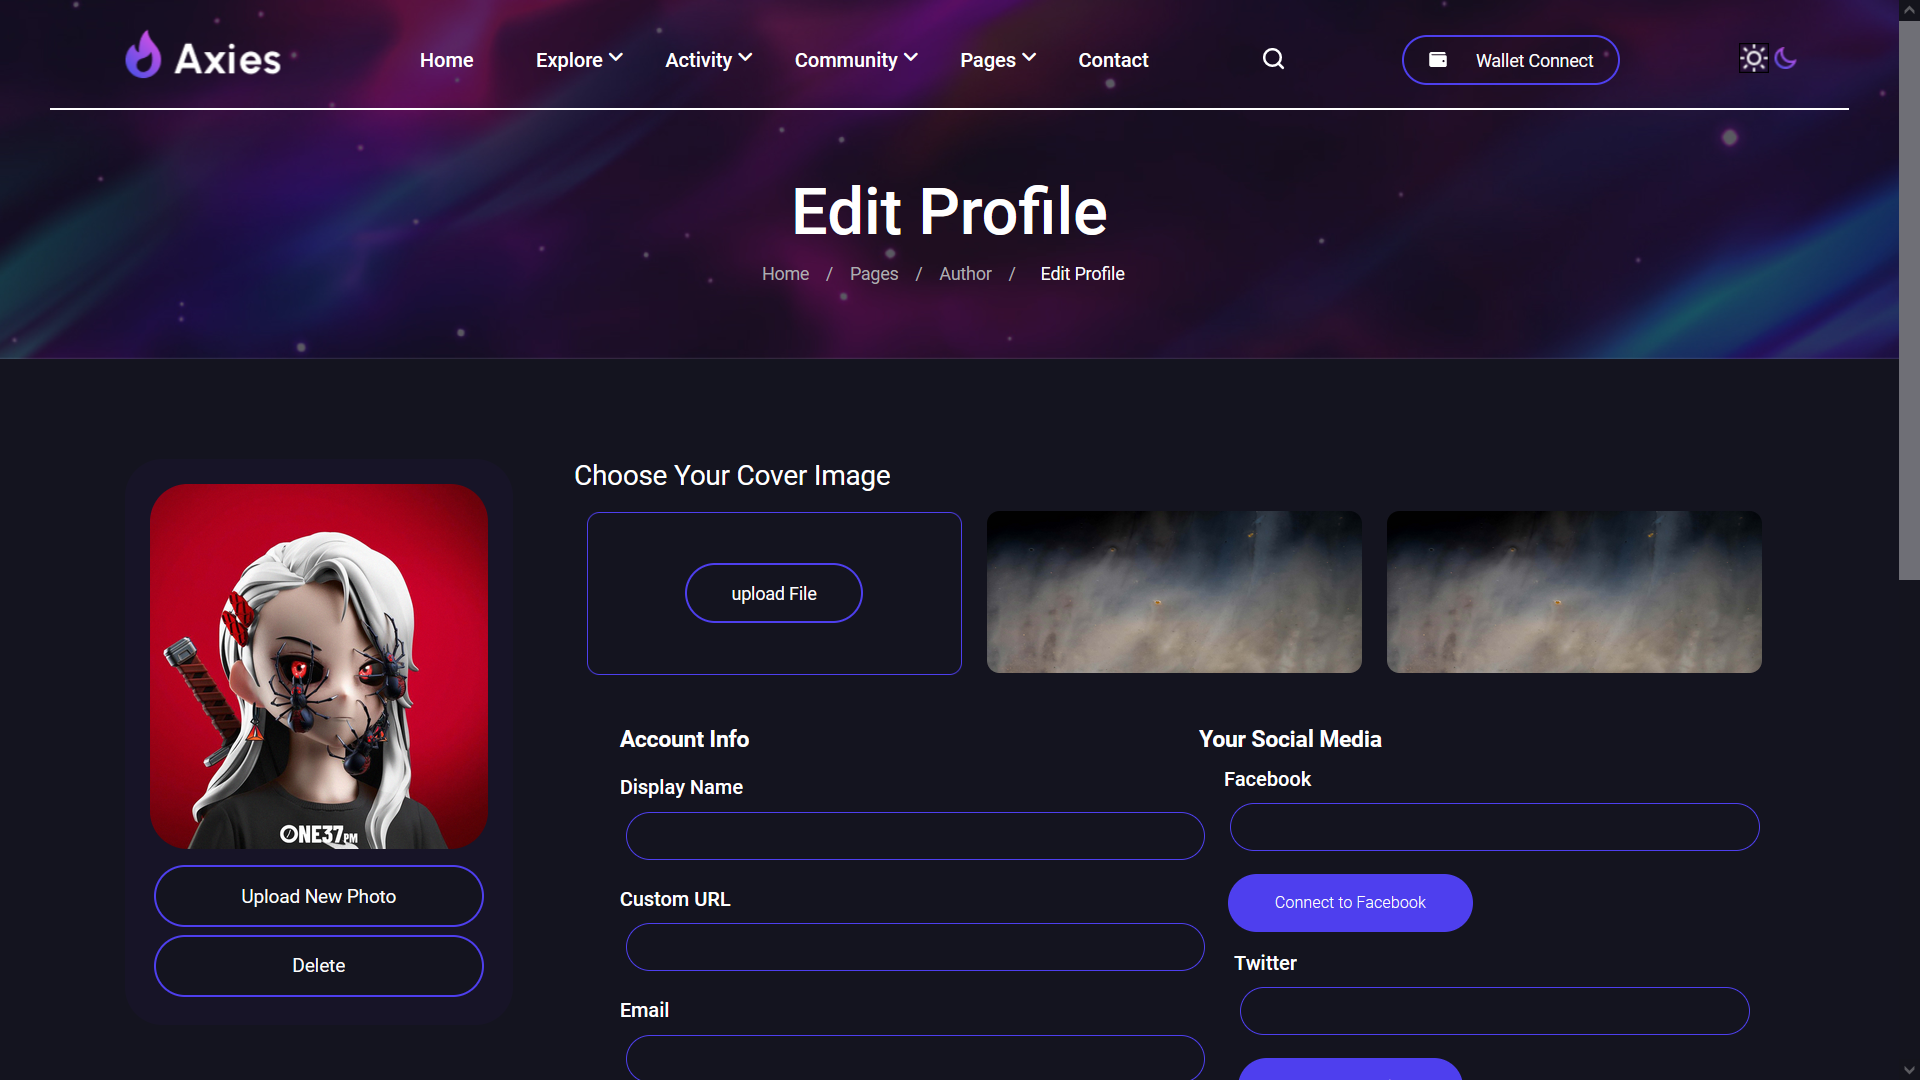 Axies
Home
Explore
Activity
Community
Pages
Contact
Wallet Connect
Edit Profile
Home / Pages / Author / Edit Profile
Choose Your Cover Image
upload File
ONE37PM
Upload New Photo
Delete
Account Info
Display Name
Custom URL
Email
Your Social Media
Facebook
Connect to Facebook
Twitter